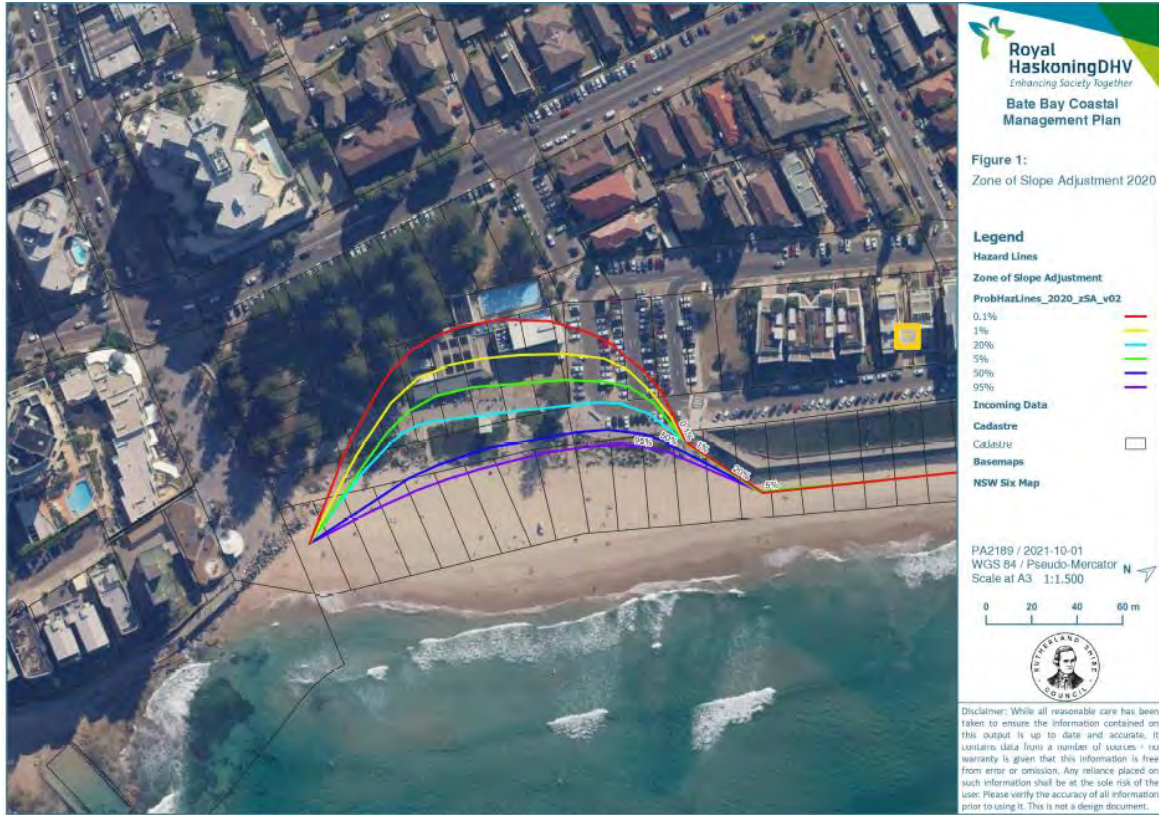 Royal
HaskoningDHV
Enhancing Society Together
Bate Bay Coastal
Management Plan
Figure 1:
Zone of Slope Adjustment 2020
Legend
Hazard Lines
Zone of Slope Adjustment
ProbHazLines_2020_zSA_v02
0.1%
1%
20%
5%
50%
95%
Incoming Data
Cadastre
Cadastre
Basemaps
NSW Six Map
PA2189 / 2021-10-01
WGS 84 / Pseudo-Mercator N
Scale at A3 1:1.500
0 20 40 60 m
SUTHERLAND SHIRE
COUNCIL
Disclaimer: While all reasonable care has been
taken to ensure the information contained on
this output is up to date and accurate, it
contains data from a number of sources - no
warranty is given that this information is free
from error or omission. Any reliance placed on
such information shall be at the sole risk of the
user. Please verify the accuracy of all information
prior to using it. This is not a design document.
0.1%
1%
50%
20%
5%